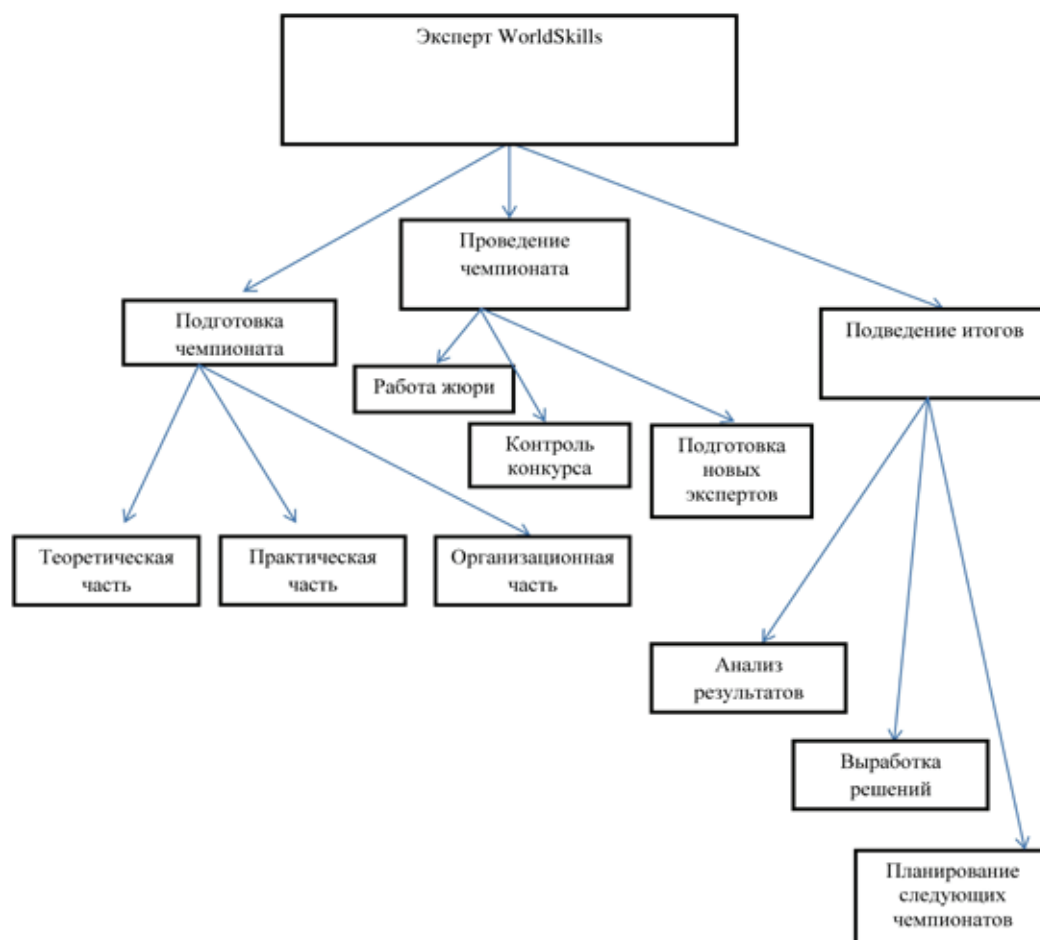 Эксперт WorldSkills
Проведение
чемпионата
Подготовка
чемпионата
Подведение итогов
Работа жюри
Контроль
конкурса
Подготовка
новых
экспертов
Теоретическая
часть
Практическая
часть
Организационная
часть
Анализ
результатов
Выработка
решений
Планирование
следующих
чемпионатов